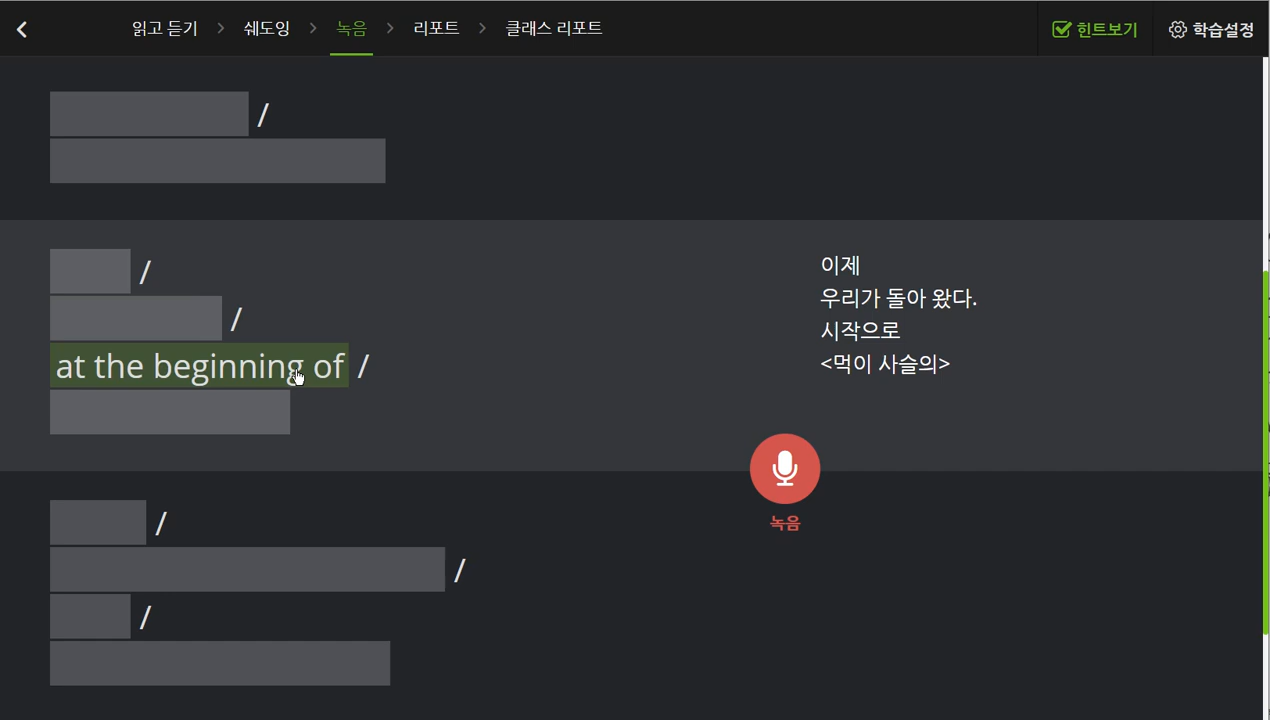 읽고 듣기 > 쉐도잉 > 녹음 > 리포트 > 클래스 리포트
힌트보기
학습설정
/
/
/
at the beginning of /
이제
우리가 돌아 왔다.
시작으로
<먹이 사슬의>
녹음
/
/
/